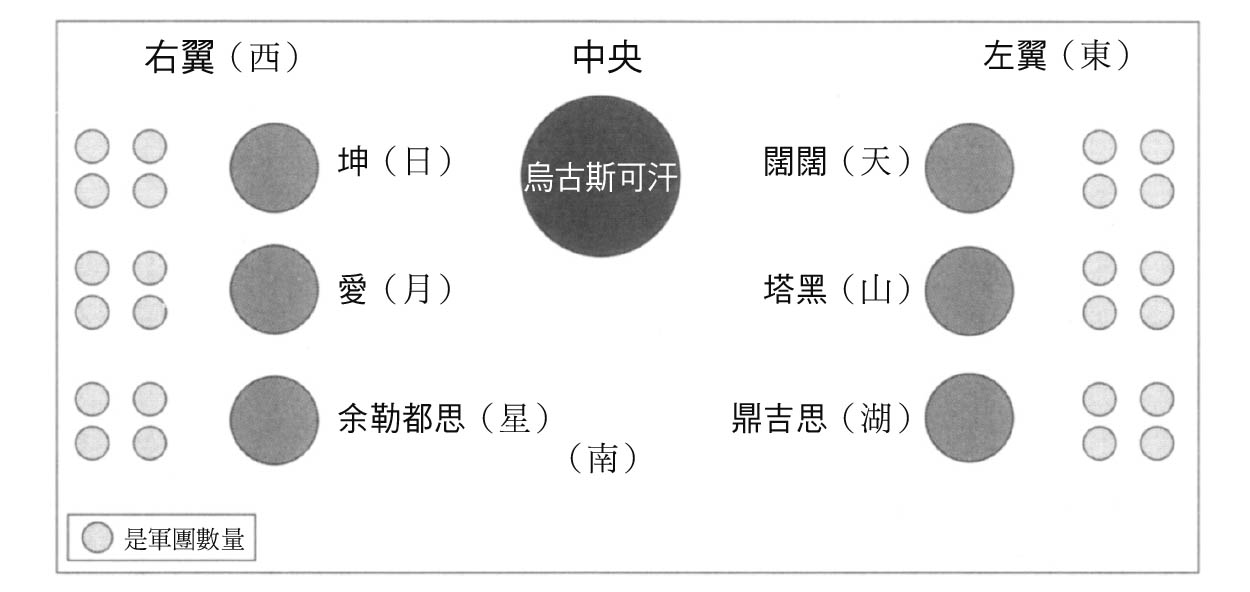 右翼（西）
中央
左翼（東）
坤（日）
烏古斯可汗
闊闊（天）
愛（月）
塔黑（山）
余勒都思（星）
鼎吉思（湖）
（南）
是軍團數量